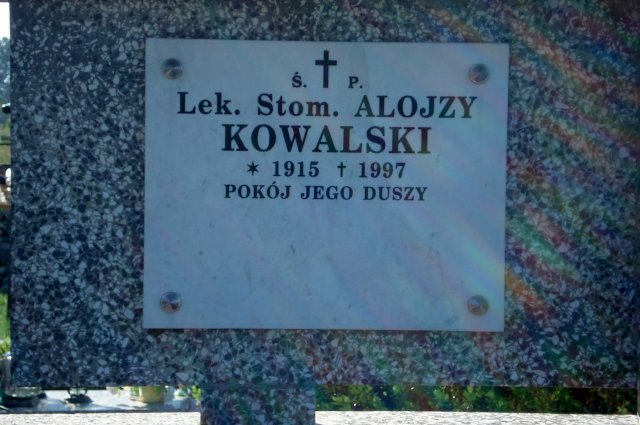 Ś. ✝ P.
Lek. Stom. ALOJZY
KOWALSKI
✶ 1915 † 1997
POKÓJ JEGO DUSZY